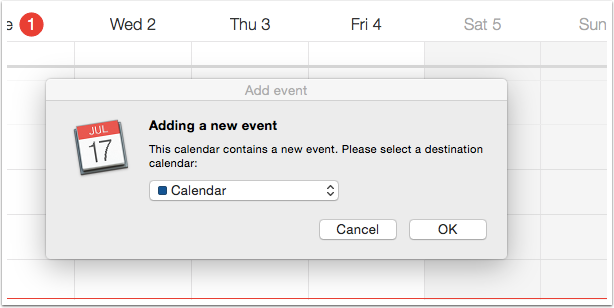 e 1 Wed 2 Thu 3 Fri 4 Sat 5 Sun
Add event
JUL
17
Adding a new event
This calendar contains a new event. Please select a destination
calendar:
Calendar
Cancel OK